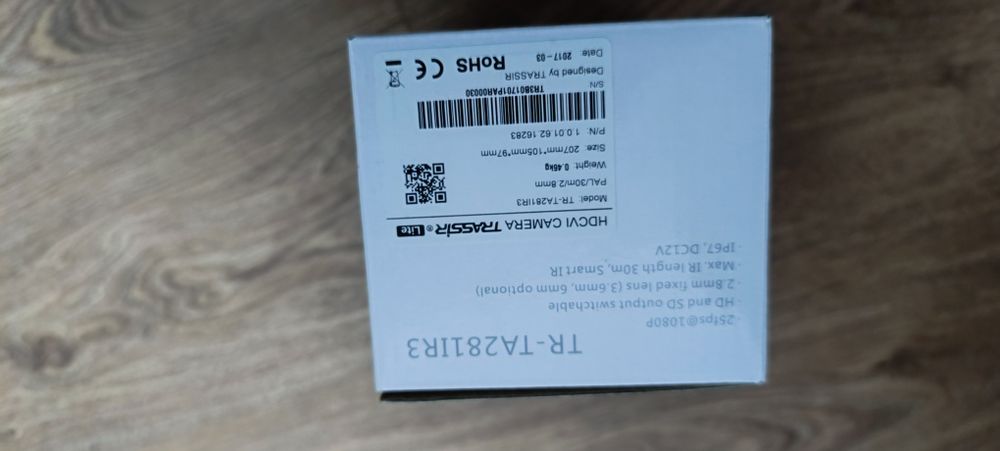 TR-TA281IR3
·25fps@1080P
·HD and SD output switchable
·2.8mm fixed lens (3.6mm, 6mm optional)
·Max. IR length 30m, Smart IR
·IP67, DC12V
HDCVI CAMERA TRASSIR® Lite
Model: TR-TA281IR3
PAL/30m/2.8mm
Weight: 0.46kg
Size: 207mm*105mm*97mm
P/N: 1.0.01.62.16283
S/N: TR3B01701PAR00030
Designed by TRASSIR
Date: 2017-03 RoHS CE